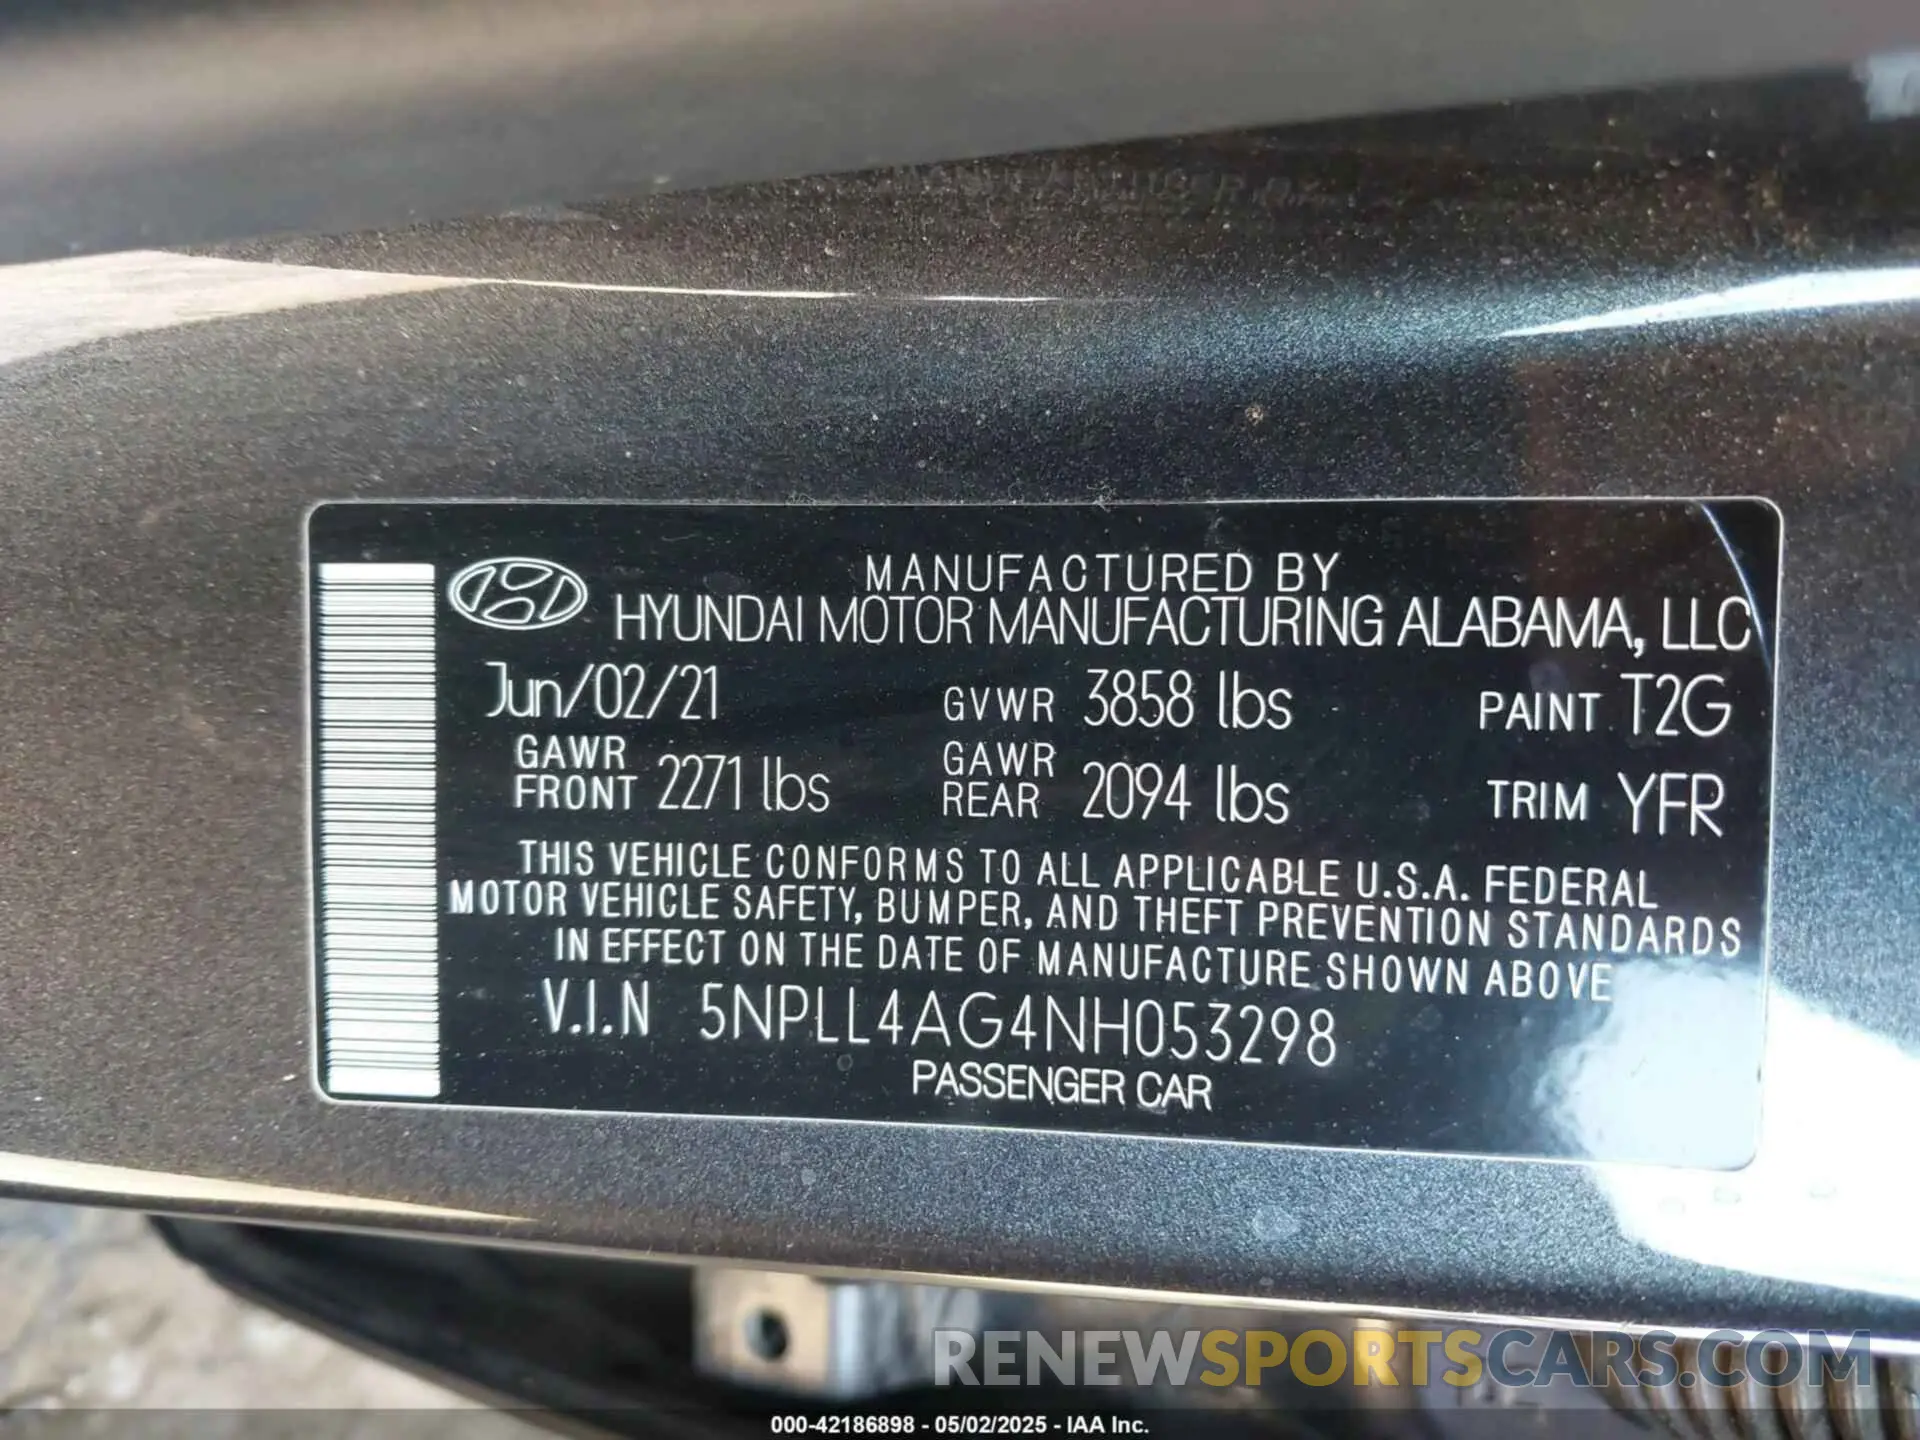 MANUFACTURED BY
HYUNDAI MOTOR MANUFACTURING ALABAMA, LLC
Jun/02/21 GVWR 3858 lbs PAINT T2G
GAWR FRONT 2271 lbs GAWR REAR 2094 lbs TRIM YFR
THIS VEHICLE CONFORMS TO ALL APPLICABLE U.S.A. FEDERAL
MOTOR VEHICLE SAFETY, BUMPER, AND THEFT PREVENTION STANDARDS
IN EFFECT ON THE DATE OF MANUFACTURE SHOWN ABOVE
V.I.N 5NPLL4AG4NH053298
PASSENGER CAR
RENEWSPORTSCARS.COM
000-42186898 - 05/02/2025 - IAA Inc.